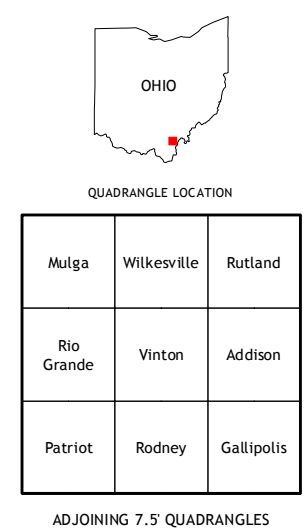 OHIO
QUADRANGLE LOCATION
Mulga
Wilkesville
Rutland
Rio
Grande
Vinton
Addison
Patriot
Rodney
Gallipolis
ADJOINING 7.5' QUADRANGLES